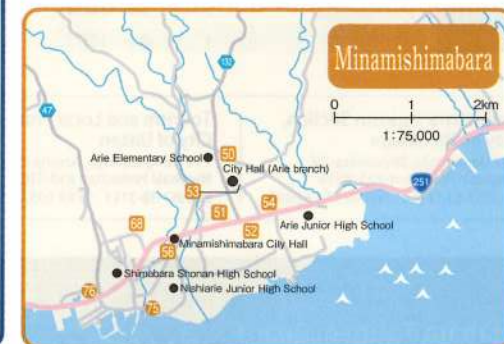 Minamishimabara
0 1 2km
1:75,000
132
47
Arie Elementary School
50
City Hall (Arie branch)
53
251
51
54
52
Arie Junior High School
68
Minamishimabara City Hall
56
Shimabara Shonan High School
76
75
Nishiarie Junior High School